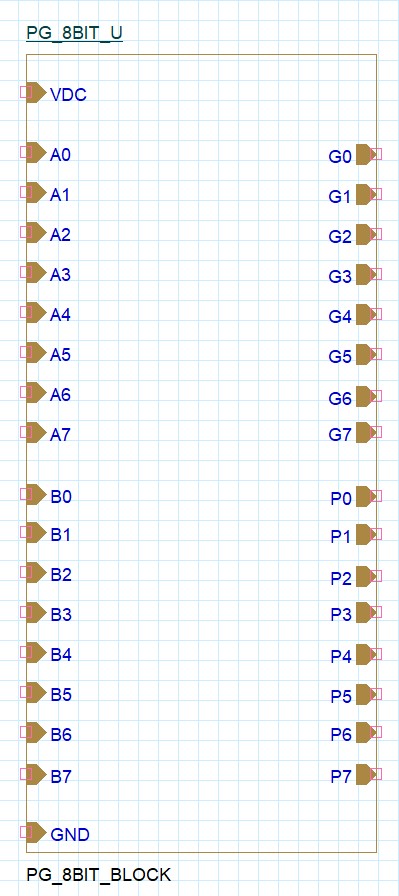 PG_8BIT_U
VDC
A0 G0
A1 G1
A2 G2
A3 G3
A4 G4
A5 G5
A6 G6
A7 G7
B0 P0
B1 P1
B2 P2
B3 P3
B4 P4
B5 P5
B6 P6
B7 P7
GND
PG_8BIT_BLOCK